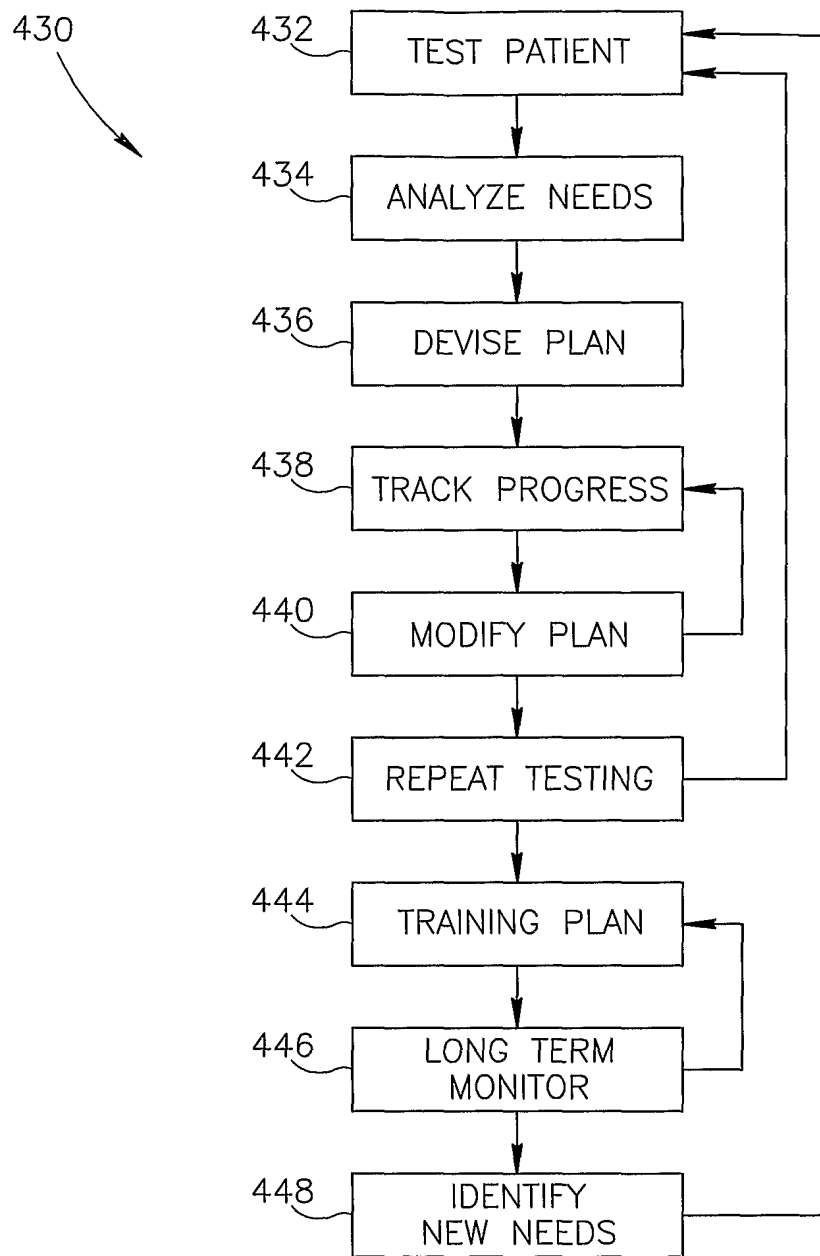 430
432
TEST PATIENT
434
ANALYZE NEEDS
436
DEVISE PLAN
438
TRACK PROGRESS
440
MODIFY PLAN
442
REPEAT TESTING
444
TRAINING PLAN
446
LONG TERM
MONITOR
448
IDENTIFY
NEW NEEDS